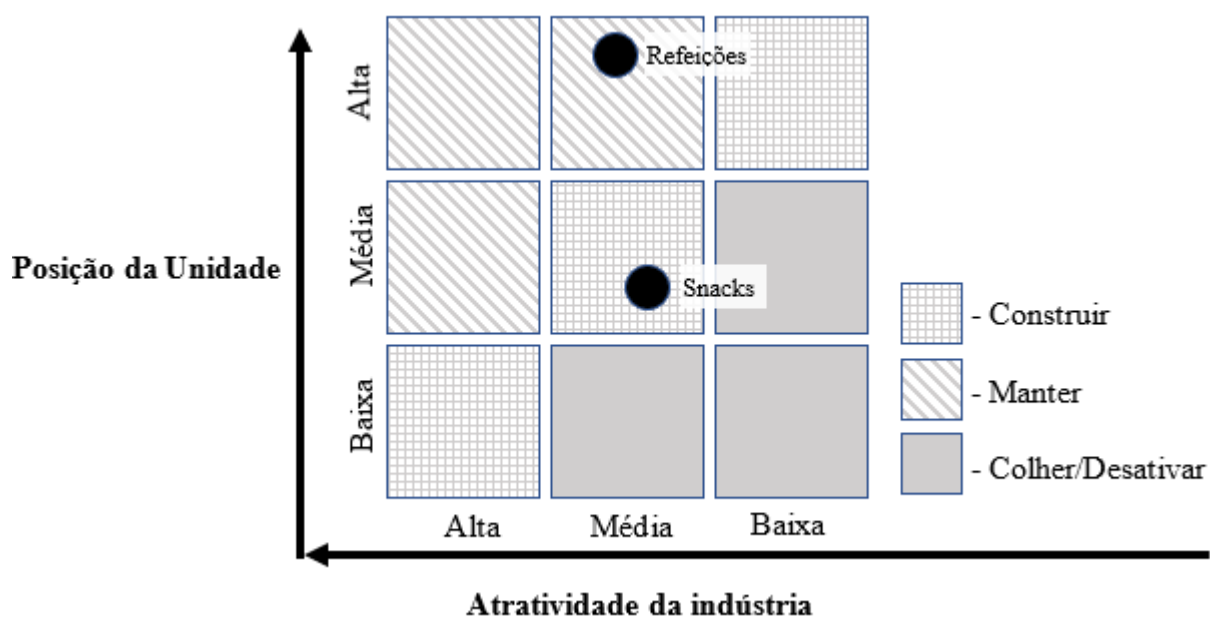 Alta
Refeições
Média
Posição da Unidade
Snacks
- Construir
Baixa
- Manter
- Colher/Desativar
Alta
Média
Baixa
Atratividade da indústria